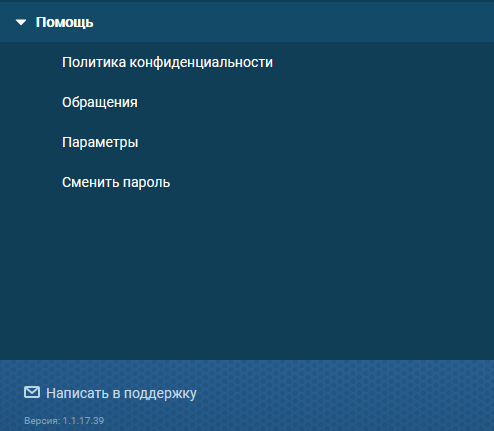 Помощь
Политика конфиденциальности
Обращения
Параметры
Сменить пароль
Написать в поддержку
Версия: 1.1.17.39